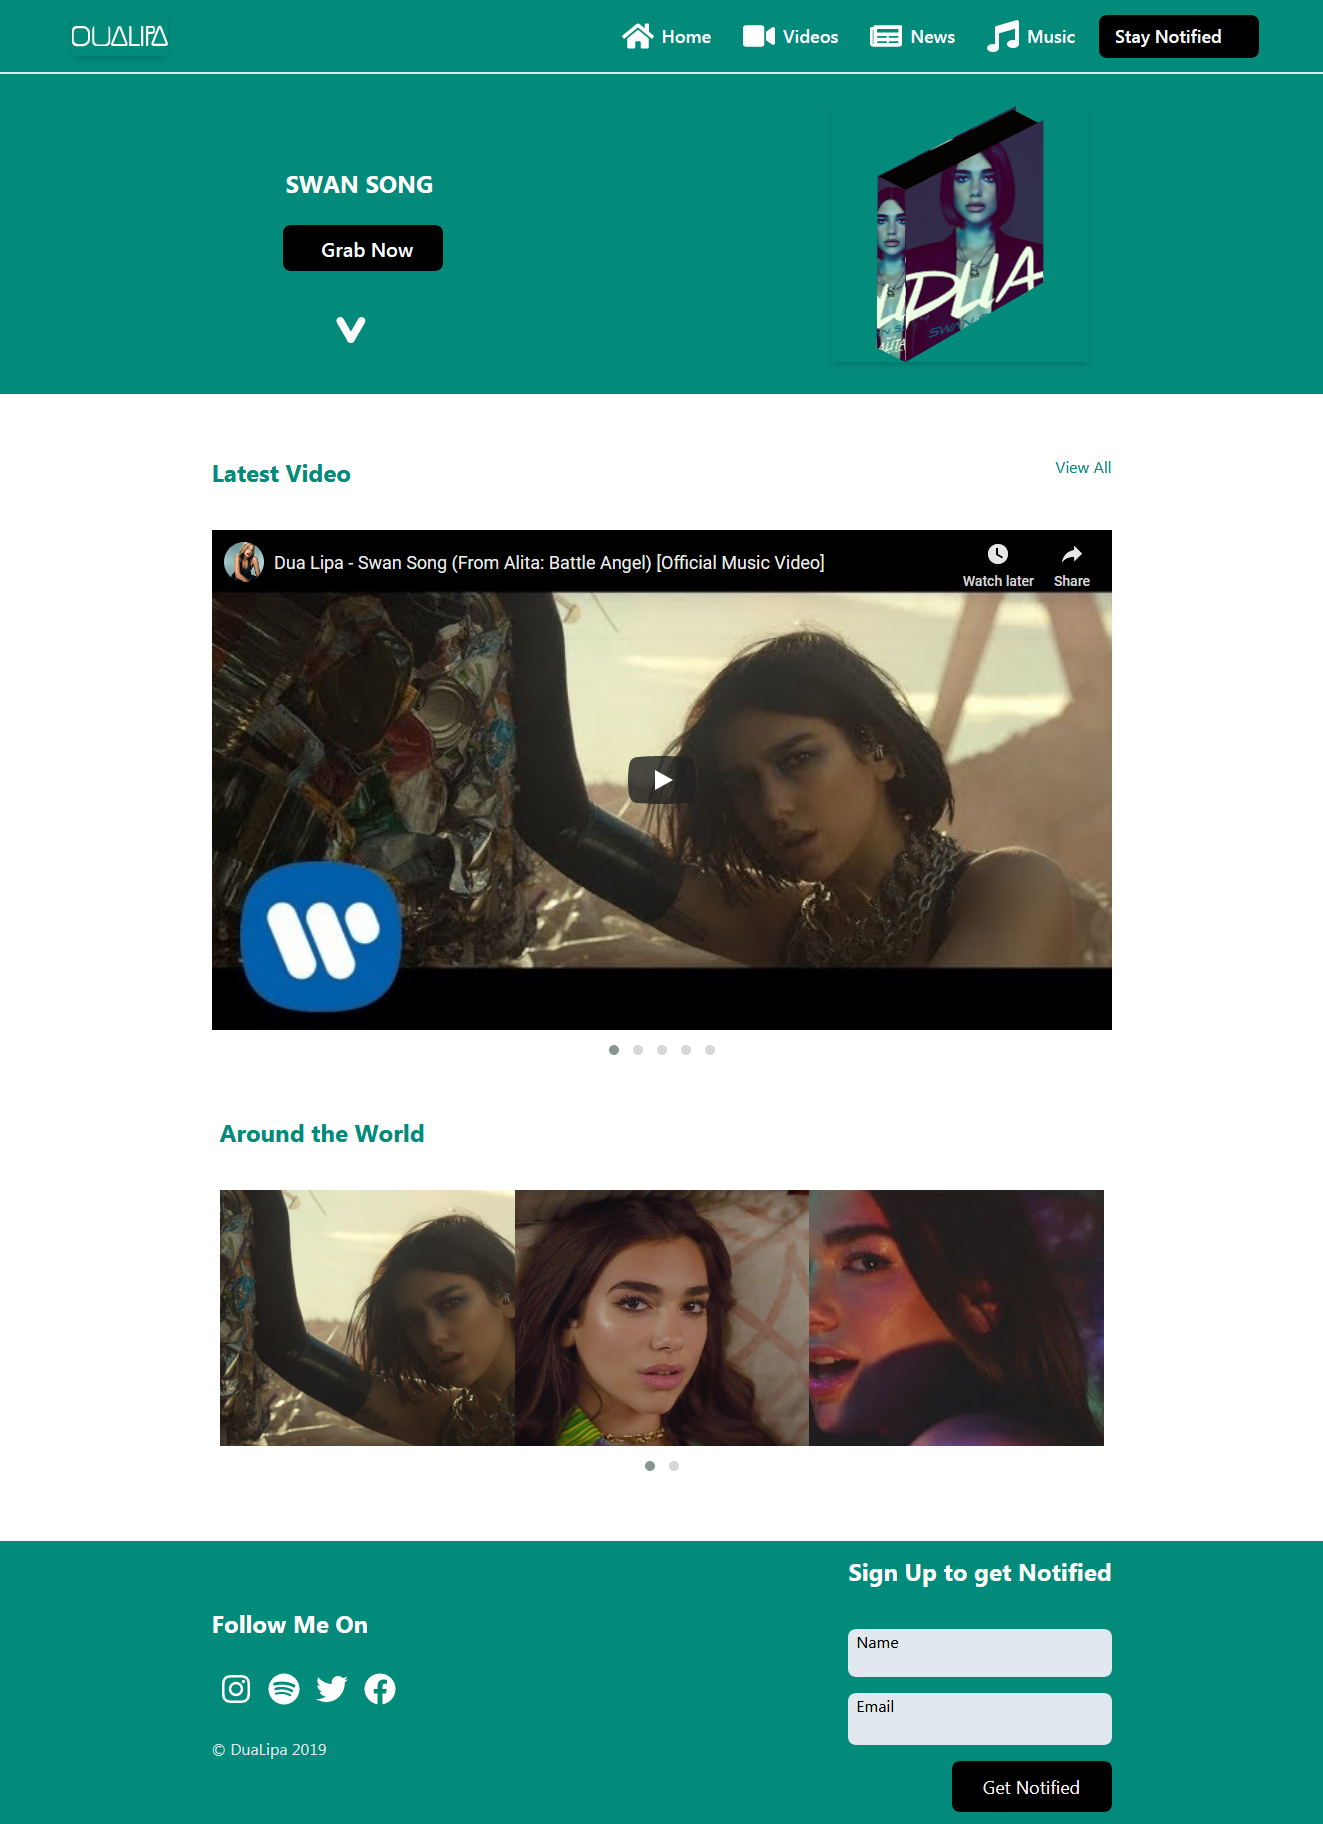 DUALIPA
Home
Videos
News
Music
Stay Notified
SWAN SONG
Grab Now
DUA
SWAN S
ALITA
Latest Video
View All
Dua Lipa - Swan Song (From Alita: Battle Angel) [Official Music Video]
Watch later
Share
Around the World
Sign Up to get Notified
Follow Me On
Name
Email
© DuaLipa 2019
Get Notified